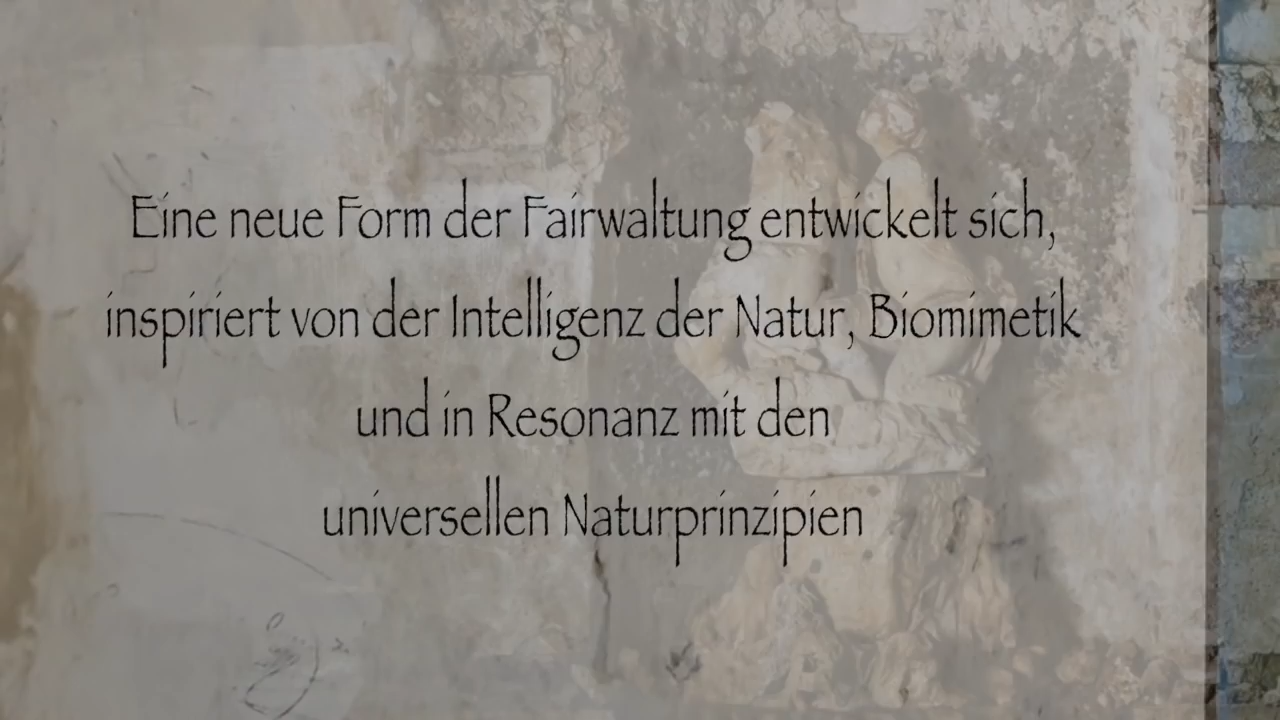 Eine neue Form der Fairwaltung entwickelt sich,
inspiriert von der Intelligenz der Natur, Biomimetik
und in Resonanz mit den
universellen Naturprinzipien